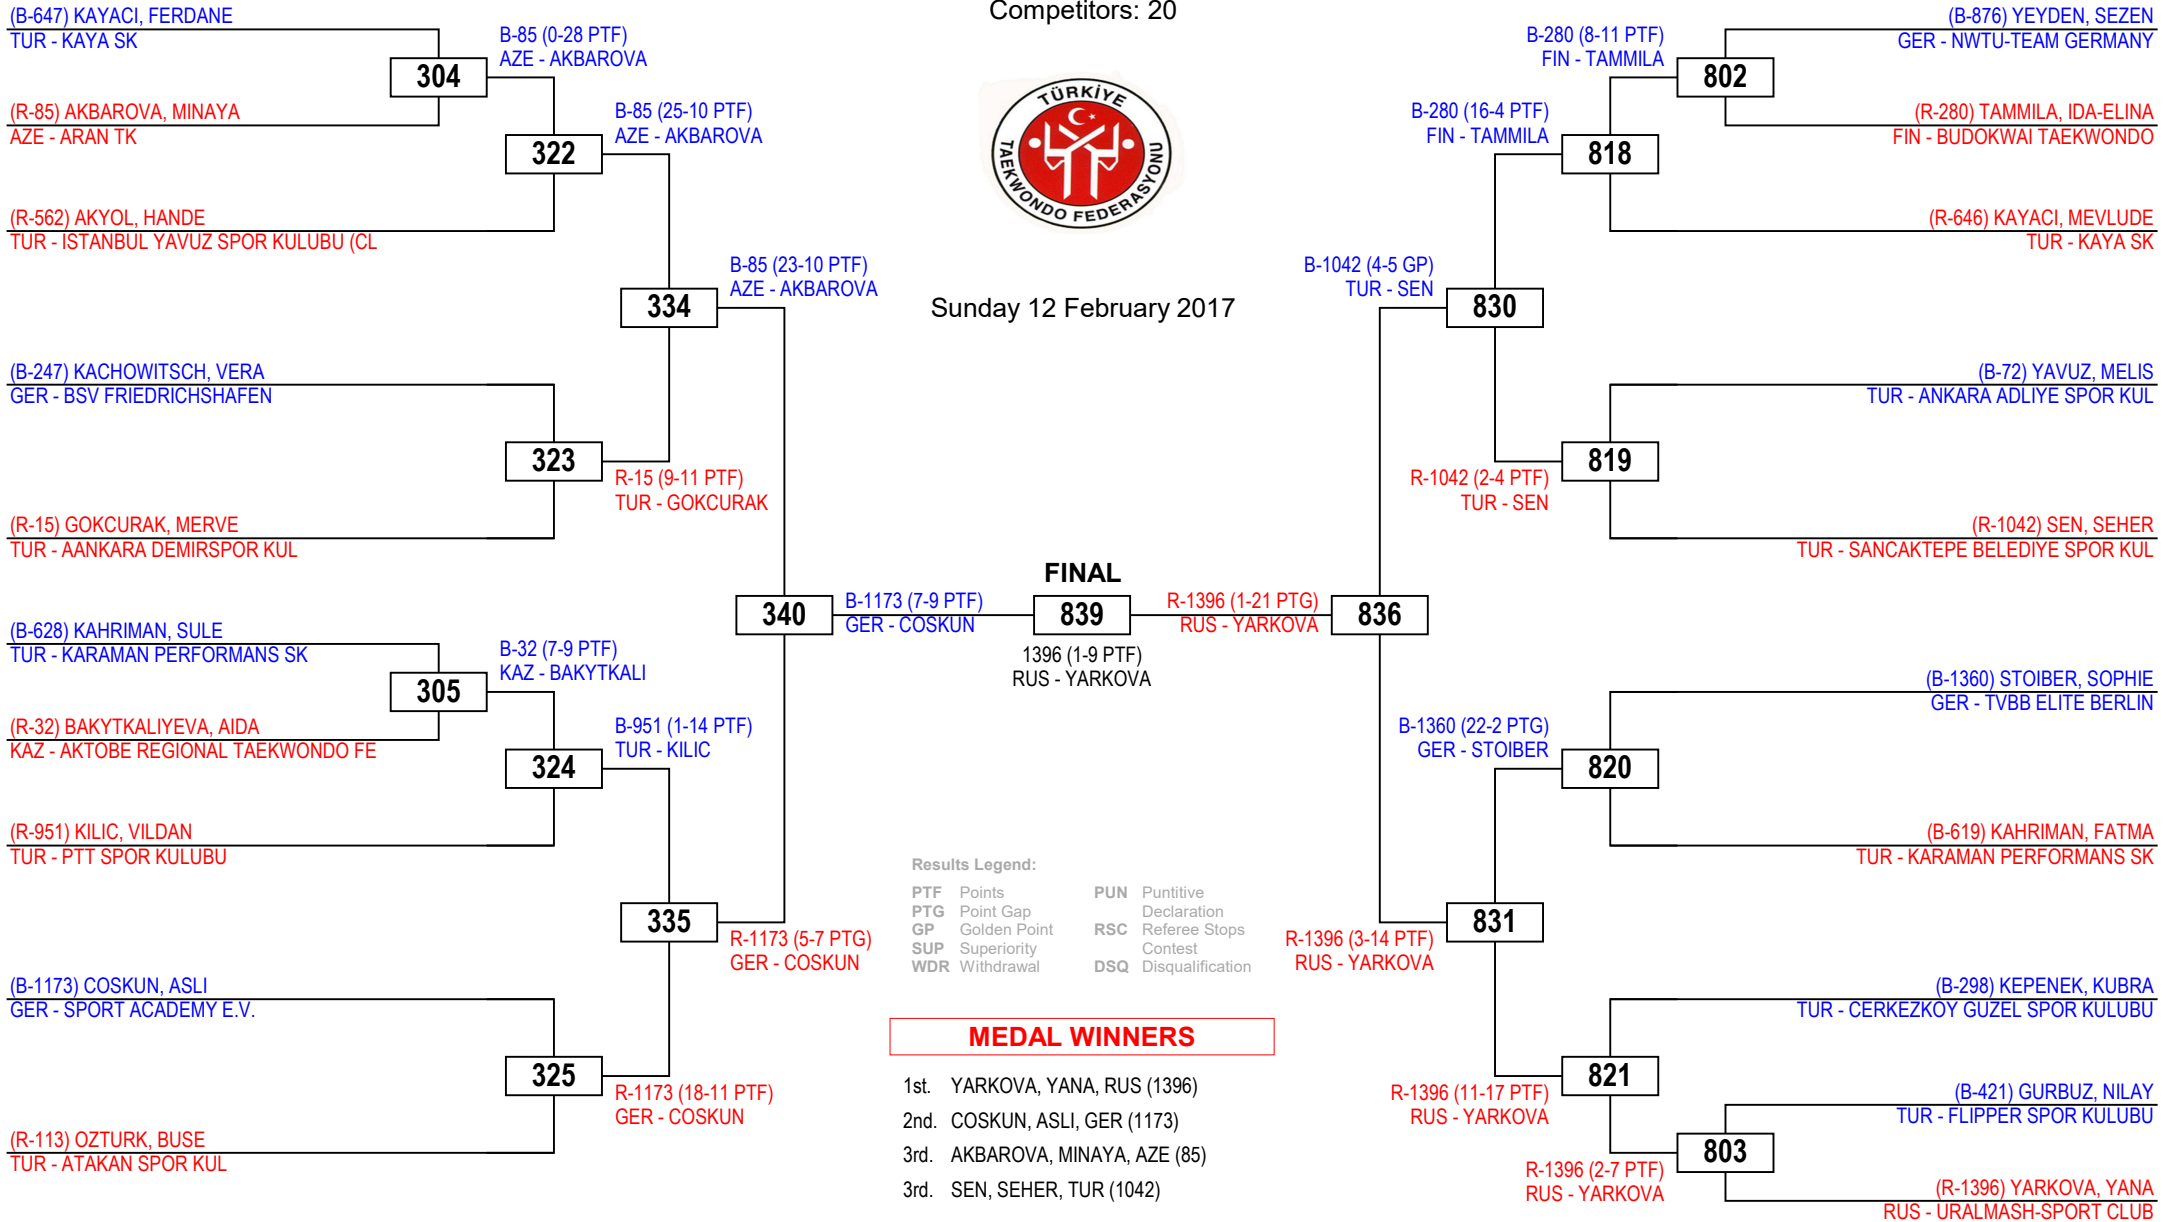 Competitors: 20
TÜRKİYE
TAEKWONDO FEDERASYONU
Sunday 12 February 2017
(B-647) KAYACI, FERDANE
TUR - KAYA SK
304
(R-85) AKBAROVA, MINAYA
AZE - ARAN TK
B-85 (0-28 PTF)
AZE - AKBAROVA
322
(R-562) AKYOL, HANDE
TUR - ISTANBUL YAVUZ SPOR KULUBU (CL
B-85 (25-10 PTF)
AZE - AKBAROVA
334
B-85 (23-10 PTF)
AZE - AKBAROVA
(B-247) KACHOWITSCH, VERA
GER - BSV FRIEDRICHSHAFEN
323
R-15 (9-11 PTF)
TUR - GOKCURAK
(R-15) GOKCURAK, MERVE
TUR - AANKARA DEMIRSPOR KUL
340
B-1173 (7-9 PTF)
GER - COSKUN
(B-628) KAHRIMAN, SULE
TUR - KARAMAN PERFORMANS SK
305
(R-32) BAKYTKALIYEVA, AIDA
KAZ - AKTOBE REGIONAL TAEKWONDO FE
B-32 (7-9 PTF)
KAZ - BAKYTKALI
324
(R-951) KILIC, VILDAN
TUR - PTT SPOR KULUBU
B-951 (1-14 PTF)
TUR - KILIC
335
R-1173 (5-7 PTG)
GER - COSKUN
(B-1173) COSKUN, ASLI
GER - SPORT ACADEMY E.V.
325
R-1173 (18-11 PTF)
GER - COSKUN
(R-113) OZTURK, BUSE
TUR - ATAKAN SPOR KUL
FINAL
839
1396 (1-9 PTF)
RUS - YARKOVA
(B-876) YEYDEN, SEZEN
GER - NWTU-TEAM GERMANY
802
(R-280) TAMMILA, IDA-ELINA
FIN - BUDOKWAI TAEKWONDO
B-280 (8-11 PTF)
FIN - TAMMILA
818
(R-646) KAYACI, MEVLUDE
TUR - KAYA SK
B-280 (16-4 PTF)
FIN - TAMMILA
830
B-1042 (4-5 GP)
TUR - SEN
(B-72) YAVUZ, MELIS
TUR - ANKARA ADLIYE SPOR KUL
819
R-1042 (2-4 PTF)
TUR - SEN
(R-1042) SEN, SEHER
TUR - SANCAKTEPE BELEDIYE SPOR KUL
836
R-1396 (1-21 PTG)
RUS - YARKOVA
(B-1360) STOIBER, SOPHIE
GER - TVBB ELITE BERLIN
820
B-1360 (22-2 PTG)
GER - STOIBER
(B-619) KAHRIMAN, FATMA
TUR - KARAMAN PERFORMANS SK
831
R-1396 (3-14 PTF)
RUS - YARKOVA
(B-298) KEPENEK, KUBRA
TUR - CERKEZKOY GUZEL SPOR KULUBU
821
R-1396 (11-17 PTF)
RUS - YARKOVA
(B-421) GURBUZ, NILAY
TUR - FLIPPER SPOR KULUBU
803
R-1396 (2-7 PTF)
RUS - YARKOVA
(R-1396) YARKOVA, YANA
RUS - URALMASH-SPORT CLUB
Results Legend:
PTF Points
PTG Point Gap
GP Golden Point
SUP Superiority
WDR Withdrawal
PUN Puntitive
Declaration
RSC Referee Stops
Contest
DSQ Disqualification
MEDAL WINNERS
1st. YARKOVA, YANA, RUS (1396)
2nd. COSKUN, ASLI, GER (1173)
3rd. AKBAROVA, MINAYA, AZE (85)
3rd. SEN, SEHER, TUR (1042)